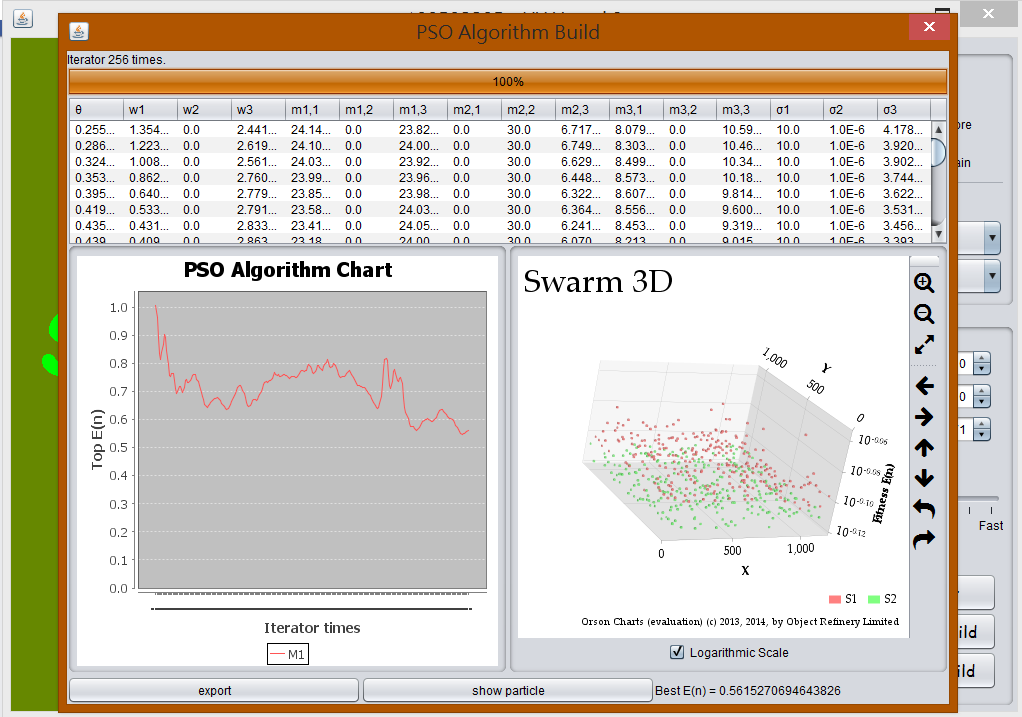 PSO Algorithm Build
Iterator 256 times.
100%
θ w1 w2 w3 m1,1 m1,2 m1,3 m2,1 m2,2 m2,3 m3,1 m3,2 m3,3 σ1 σ2 σ3
0.255... 1.354... 0.0 2.441... 24.14... 0.0 23.82... 0.0 30.0 6.717... 8.079... 0.0 10.59... 10.0 1.0E-6 4.178...
0.286... 1.223... 0.0 2.619... 24.10... 0.0 24.00... 0.0 30.0 6.749... 8.303... 0.0 10.46... 10.0 1.0E-6 3.920...
0.324... 1.008... 0.0 2.561... 24.03... 0.0 23.92... 0.0 30.0 6.629... 8.499... 0.0 10.34... 10.0 1.0E-6 3.902...
0.353... 0.862... 0.0 2.760... 23.99... 0.0 23.96... 0.0 30.0 6.448... 8.573... 0.0 10.18... 10.0 1.0E-6 3.744...
0.395... 0.640... 0.0 2.779... 23.85... 0.0 23.98... 0.0 30.0 6.322... 8.607... 0.0 9.814... 10.0 1.0E-6 3.622...
0.419... 0.533... 0.0 2.791... 23.58... 0.0 24.03... 0.0 30.0 6.364... 8.556... 0.0 9.600... 10.0 1.0E-6 3.531...
0.435... 0.431... 0.0 2.833... 23.41... 0.0 24.05... 0.0 30.0 6.241... 8.453... 0.0 9.319... 10.0 1.0E-6 3.456...
0.439 0.409 0.0 2.863 23.18 0.0 24.00 0.0 30.0 6.070 8.213 0.0 9.015 10.0 1.0E-6 3.393
PSO Algorithm Chart
Top E(n)
1.0
0.9
0.8
0.7
0.6
0.5
0.4
0.3
0.2
0.1
0.0
Iterator times
M1
Swarm 3D
1,000
500
0
Y
10-0.06
10-0.08
10-0.10
10-0.12
Fitness E(n)
0
500
1,000
X
S1 S2
Orson Charts (evaluation) (c) 2013, 2014, by Object Refinery Limited
Logarithmic Scale
export
show particle
Best E(n) = 0.5615270694643826
ore
ain
0
0
1
Fast
ild
ild